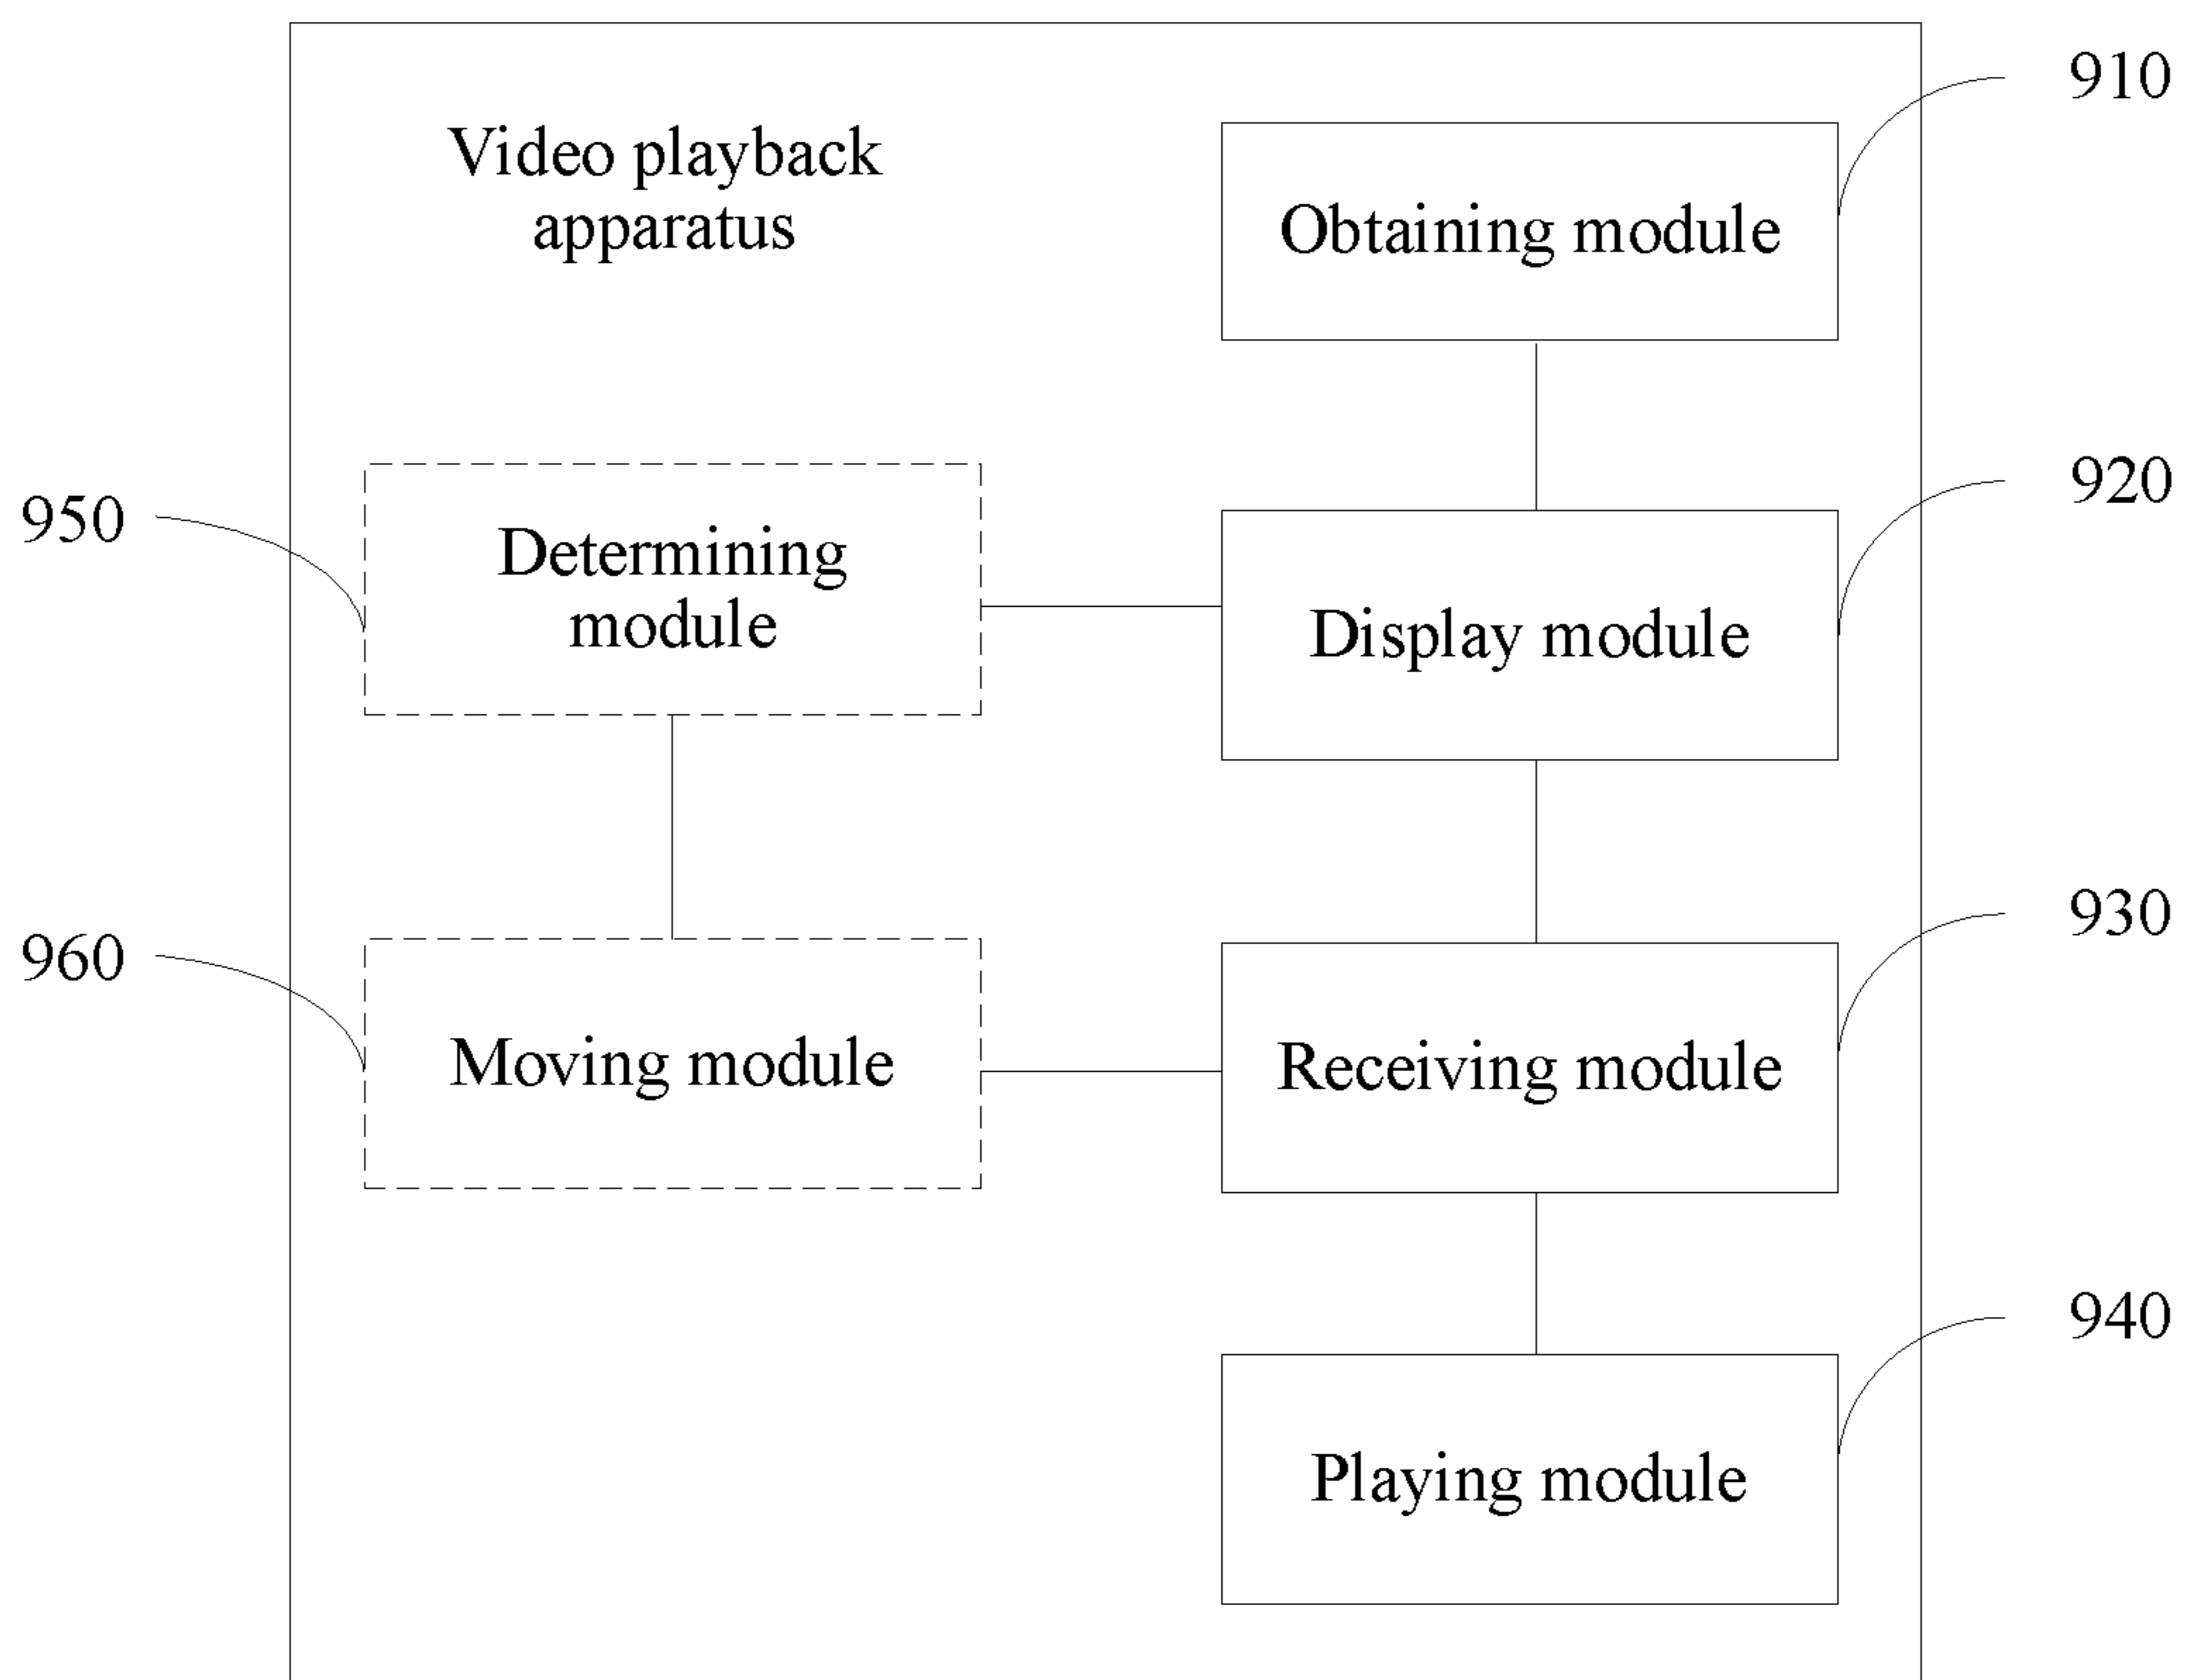 Video playback
apparatus
910
Obtaining module
920
950
Determining
module
Display module
930
960
Moving module
Receiving module
940
Playing module